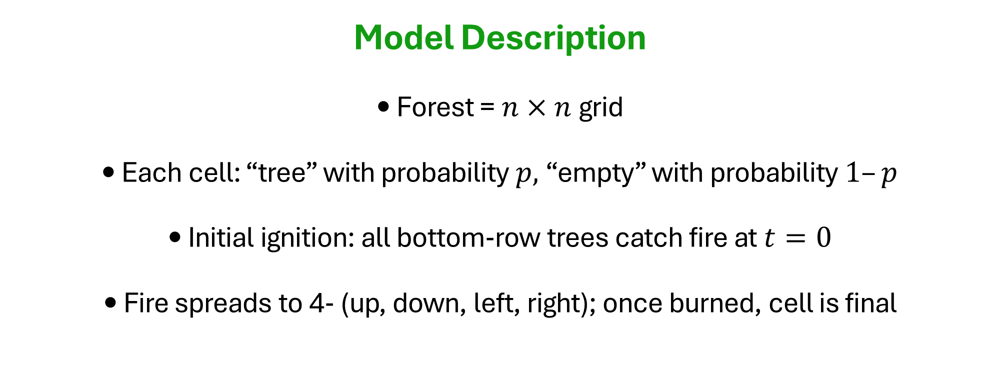 Model Description
• Forest = 𝑛 × 𝑛 grid
• Each cell: “tree” with probability 𝑝, “empty” with probability 1– 𝑝
• Initial ignition: all bottom-row trees catch fire at 𝑡 = 0
• Fire spreads to 4- (up, down, left, right); once burned, cell is final